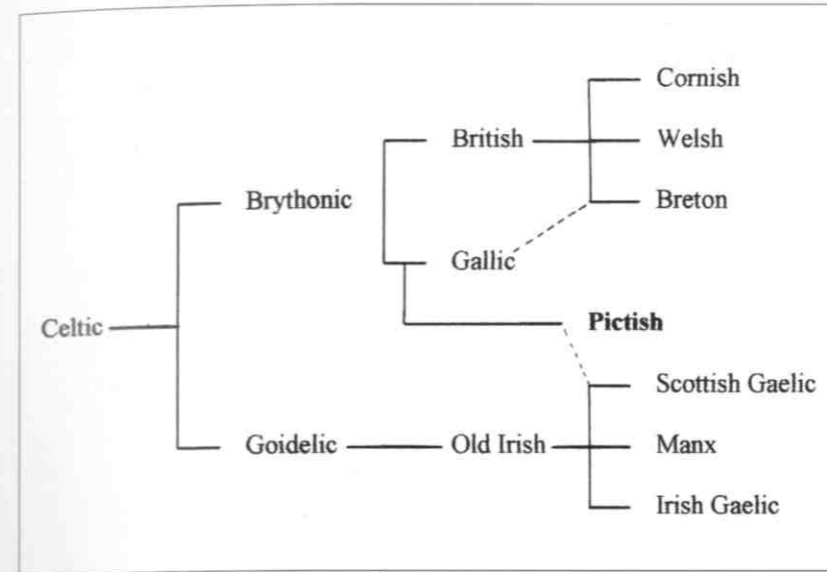 Cornish
British
Welsh
Brythonic
Breton
Gallic
Celtic
Pictish
Scottish Gaelic
Goidelic
Old Irish
Manx
Irish Gaelic